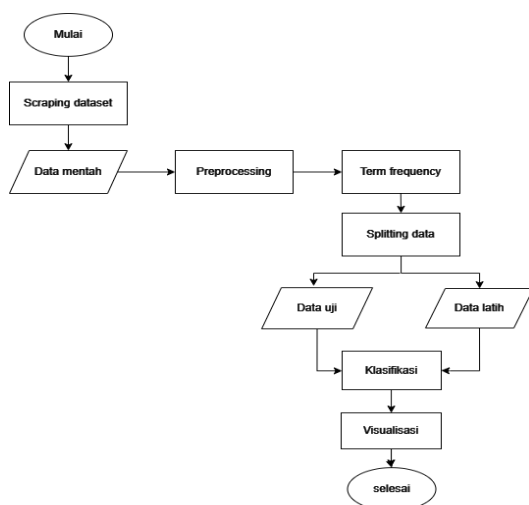 Mulai
Scraping dataset
Data mentah
Preprocessing
Term frequency
Splitting data
Data uji
Data latih
Klasifikasi
Visualisasi
selesai